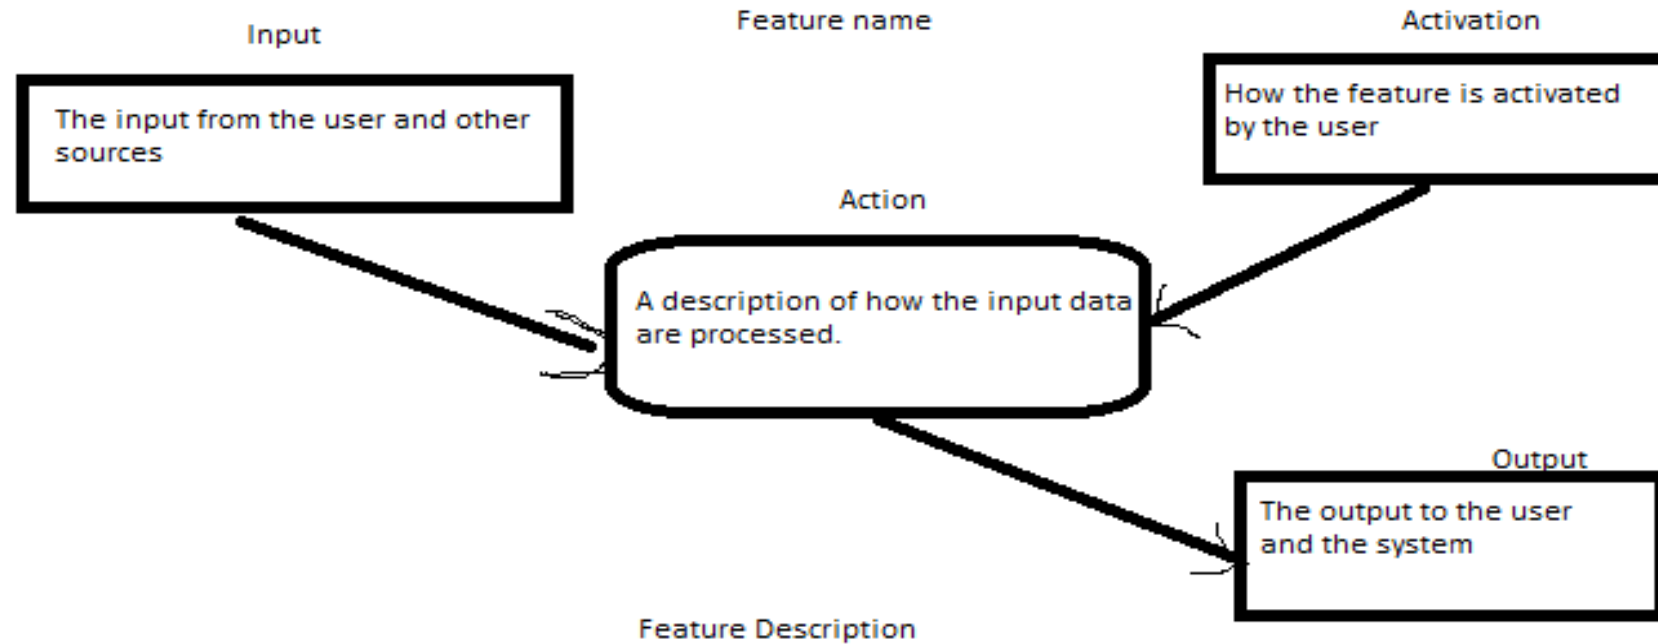 Feature name
Input
Activation
The input from the user and other
sources
How the feature is activated
by the user
Action
A description of how the input data
are processed.
Output
The output to the user
and the system
Feature Description